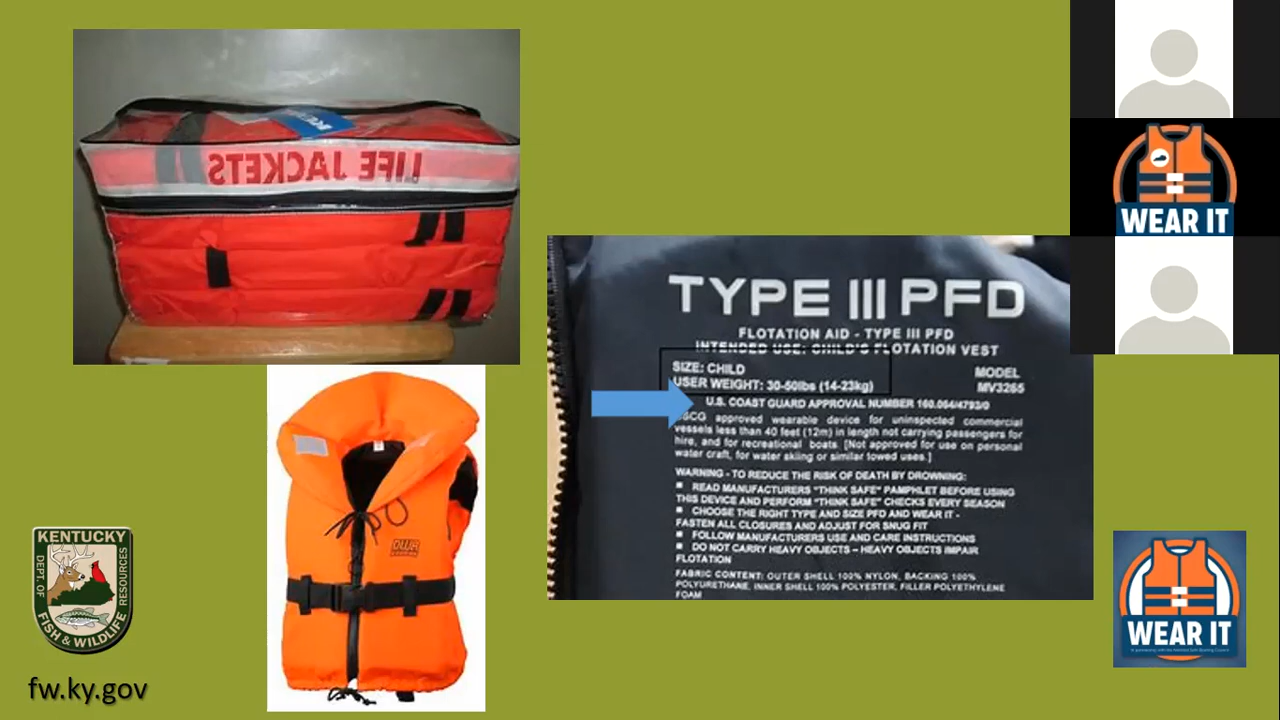 LIFE JACKETS
TYPE III PFD
FLOTATION AID - TYPE III PFD
INTENDED USE: CHILD'S FLOTATION VEST
SIZE: CHILD
MODEL
USER WEIGHT: 30-50lbs (14-23kg)
MV3265
U.S. COAST GUARD APPROVAL NUMBER 160.064/4793/0
approved wearable device for uninspected commercial
vessels less than 40 feet (12m) in length not carrying passengers for
hire, and for recreational boats. [Not approved for use on personal
water craft, for water skiing or similar towed uses.]
WARNING - TO REDUCE THE RISK OF DEATH BY DROWNING:
■ READ MANUFACTURERS "THINK SAFE" PAMPHLET BEFORE USING
THIS DEVICE AND PERFORM "THINK SAFE" CHECKS EVERY SEASON
■ CHOOSE THE RIGHT TYPE AND SIZE PFD AND WEAR IT -
FASTEN ALL CLOSURES AND ADJUST FOR SNUG FIT
■ FOLLOW MANUFACTURERS USE AND CARE INSTRUCTIONS
■ DO NOT CARRY HEAVY OBJECTS – HEAVY OBJECTS IMPAIR
FLOTATION
FABRIC CONTENT: OUTER SHELL 100% NYLON, BACKING 100%
POLYURETHANE, INNER SHELL 100% POLYESTER, FILLER POLYETHYLENE
FOAM
WEAR IT
WEAR IT
KENTUCKY
DEPT. OF
FISH & WILDLIFE
RESOURCES
fw.ky.gov